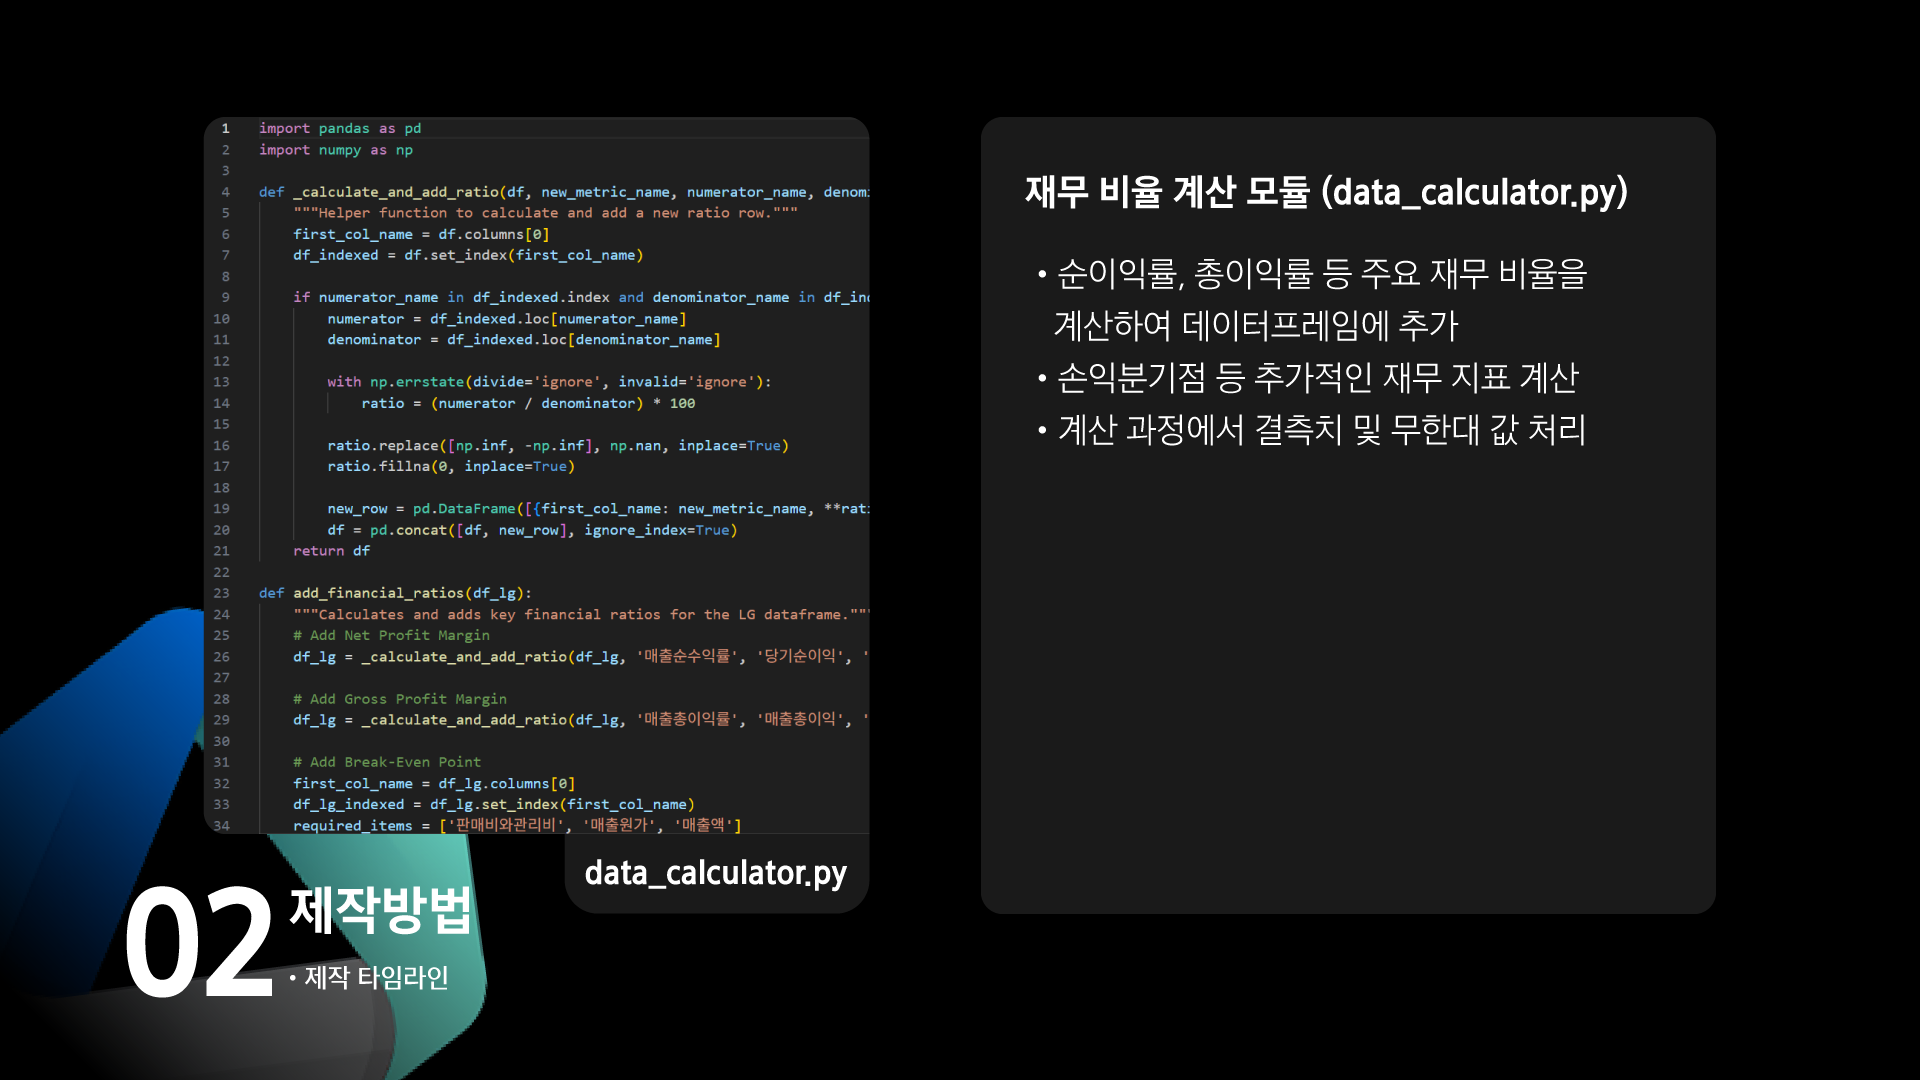 1 import pandas as pd
2 import numpy as np
3
4 def _calculate_and_add_ratio(df, new_metric_name, numerator_name, denomi
5 """Helper function to calculate and add a new ratio row."""
6 first_col_name = df.columns[0]
7 df_indexed = df.set_index(first_col_name)
8
9 if numerator_name in df_indexed.index and denominator_name in df_ind
10 numerator = df_indexed.loc[numerator_name]
11 denominator = df_indexed.loc[denominator_name]
12
13 with np.errstate(divide='ignore', invalid='ignore'):
14 ratio = (numerator / denominator) * 100
15
16 ratio.replace([np.inf, -np.inf], np.nan, inplace=True)
17 ratio.fillna(0, inplace=True)
18
19 new_row = pd.DataFrame([{first_col_name: new_metric_name, **rati
20 df = pd.concat([df, new_row], ignore_index=True)
21 return df
22
23 def add_financial_ratios(df_lg):
24 """Calculates and adds key financial ratios for the LG dataframe."""
25 # Add Net Profit Margin
26 df_lg = _calculate_and_add_ratio(df_lg, '매출순수익률', '당기순이익', '
27
28 # Add Gross Profit Margin
29 df_lg = _calculate_and_add_ratio(df_lg, '매출총이익률', '매출총이익', '
30
31 # Add Break-Even Point
32 first_col_name = df_lg.columns[0]
33 df_lg_indexed = df_lg.set_index(first_col_name)
34 required_items = ['판매비와관리비', '매출원가', '매출액']
data_calculator.py
02 제작방법
• 제작 타임라인
재무 비율 계산 모듈 (data_calculator.py)
• 순이익률, 총이익률 등 주요 재무 비율을
계산하여 데이터프레임에 추가
• 손익분기점 등 추가적인 재무 지표 계산
• 계산 과정에서 결측치 및 무한대 값 처리